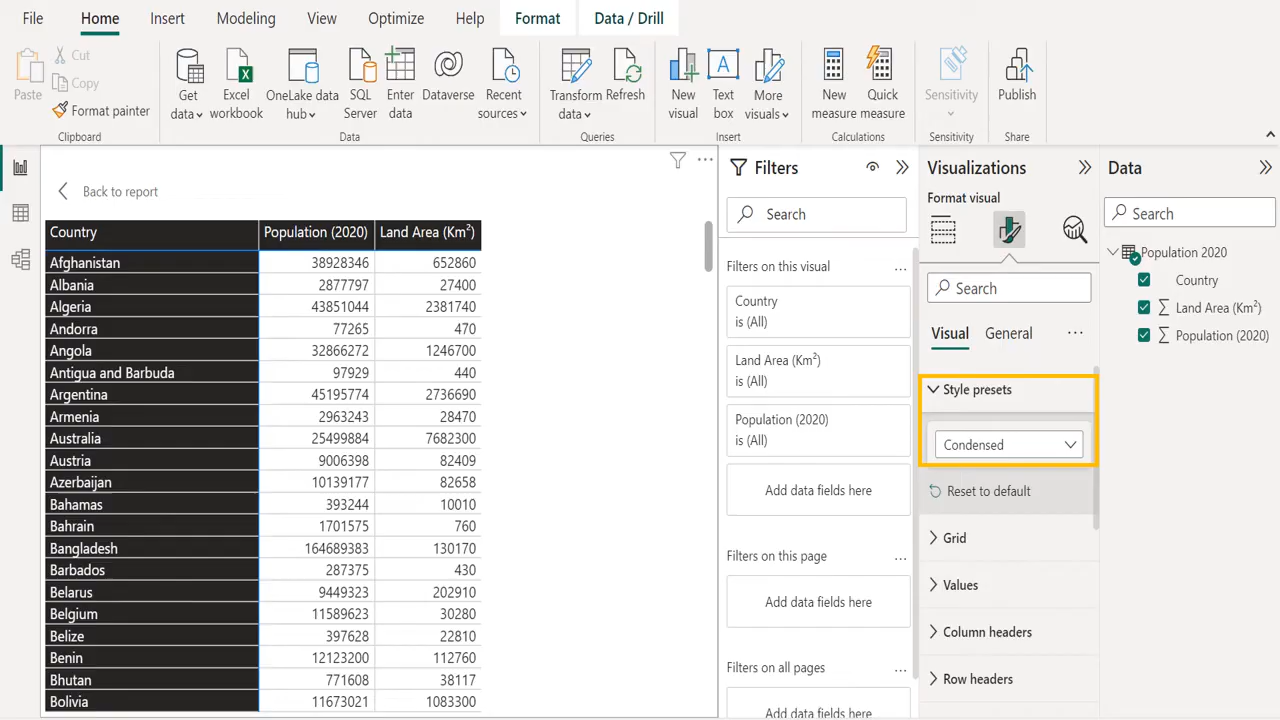 File Home Insert Modeling View Optimize Help Format Data / Drill
Paste
Cut
Copy
Format painter
Clipboard
Get data
Excel workbook
OneLake data hub
SQL Server
Enter data
Dataverse
Recent sources
Data
Transform data
Refresh
Queries
New visual
Text box
More visuals
Insert
New measure
Quick measure
Calculations
Sensitivity
Sensitivity
Publish
Share
Back to report
Country Population (2020) Land Area (Km²)
Afghanistan 38928346 652860
Albania 2877797 27400
Algeria 43851044 2381740
Andorra 77265 470
Angola 32866272 1246700
Antigua and Barbuda 97929 440
Argentina 45195774 2736690
Armenia 2963243 28470
Australia 25499884 7682300
Austria 9006398 82409
Azerbaijan 10139177 82658
Bahamas 393244 10010
Bahrain 1701575 760
Bangladesh 164689383 130170
Barbados 287375 430
Belarus 9449323 202910
Belgium 11589623 30280
Belize 397628 22810
Benin 12123200 112760
Bhutan 771608 38117
Bolivia 11673021 1083300
Filters
Search
Filters on this visual
Country
is (All)
Land Area (Km²)
is (All)
Population (2020)
is (All)
Add data fields here
Filters on this page
Add data fields here
Filters on all pages
Add data fields here
Visualizations
Format visual
Search
Visual General
Style presets
Condensed
Reset to default
Grid
Values
Column headers
Row headers
Data
Search
Population 2020
Country
Land Area (Km²)
Population (2020)